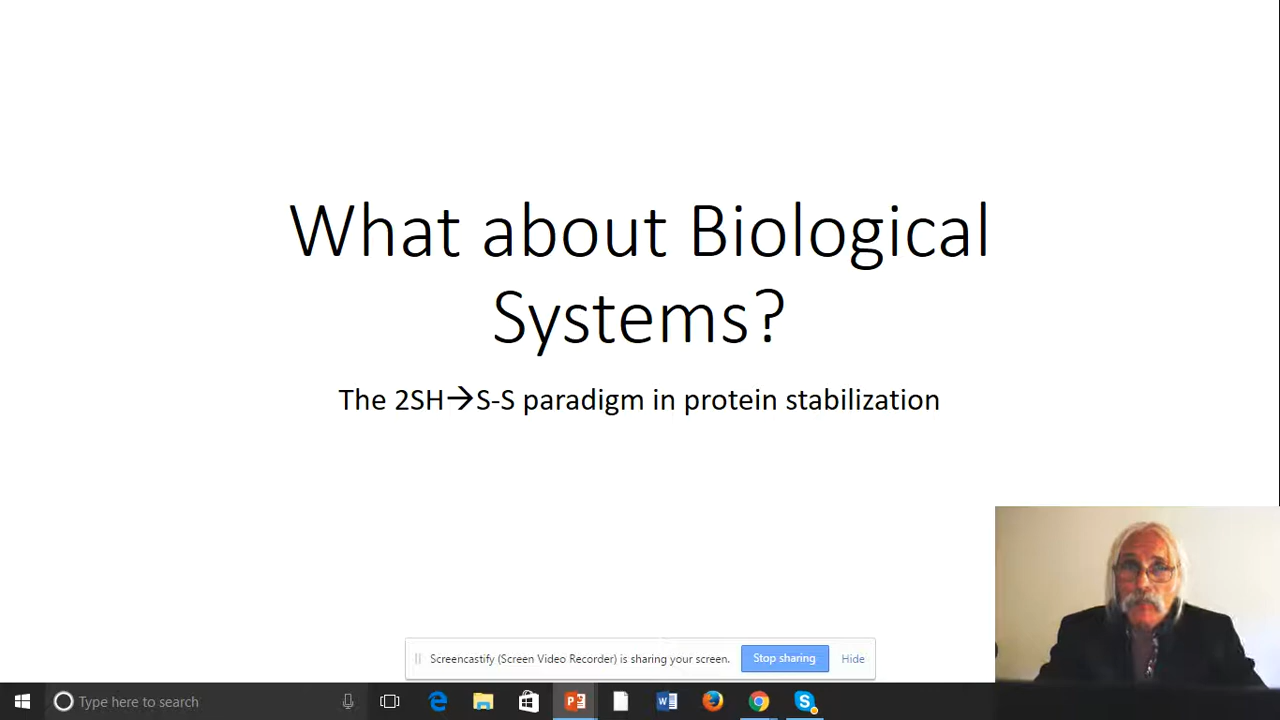 What about Biological
Systems?
The 2SH→S-S paradigm in protein stabilization
Screencastify (Screen Video Recorder) is sharing your screen.
Stop sharing
Hide
Type here to search